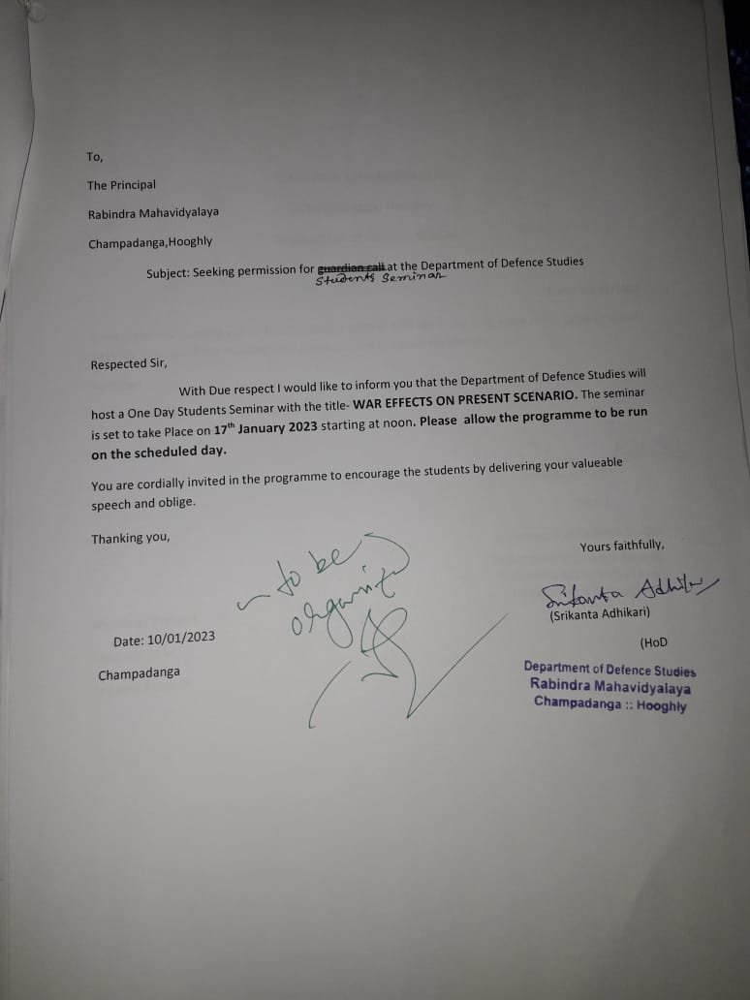 To,
The Principal
Rabindra Mahavidyalaya
Champadanga,Hooghly
Subject: Seeking permission for guardian call at the Department of Defence Studies
Students Seminar
Respected Sir,
With Due respect I would like to inform you that the Department of Defence Studies will
host a One Day Students Seminar with the title- WAR EFFECTS ON PRESENT SCENARIO. The seminar
is set to take Place on 17th January 2023 starting at noon. Please allow the programme to be run
on the scheduled day.
You are cordially invited in the programme to encourage the students by delivering your valueable
speech and oblige.
Thanking you,
Yours faithfully,
to be
Srikanta Adhikari
(Srikanta Adhikari)
Date: 10/01/2023
(HoD
Champadanga
Department of Defence Studies
Rabindra Mahavidyalaya
Champadanga :: Hooghly